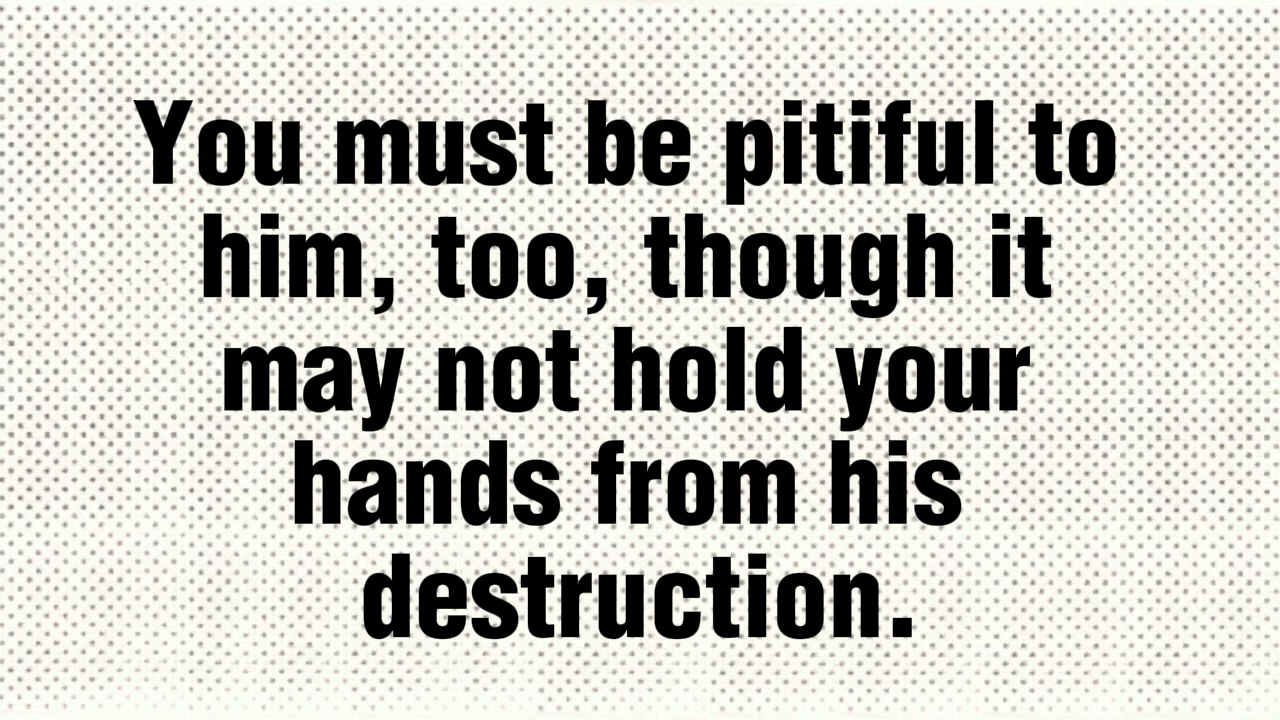 You must be pitiful to
him, too, though it
may not hold your
hands from his
destruction.